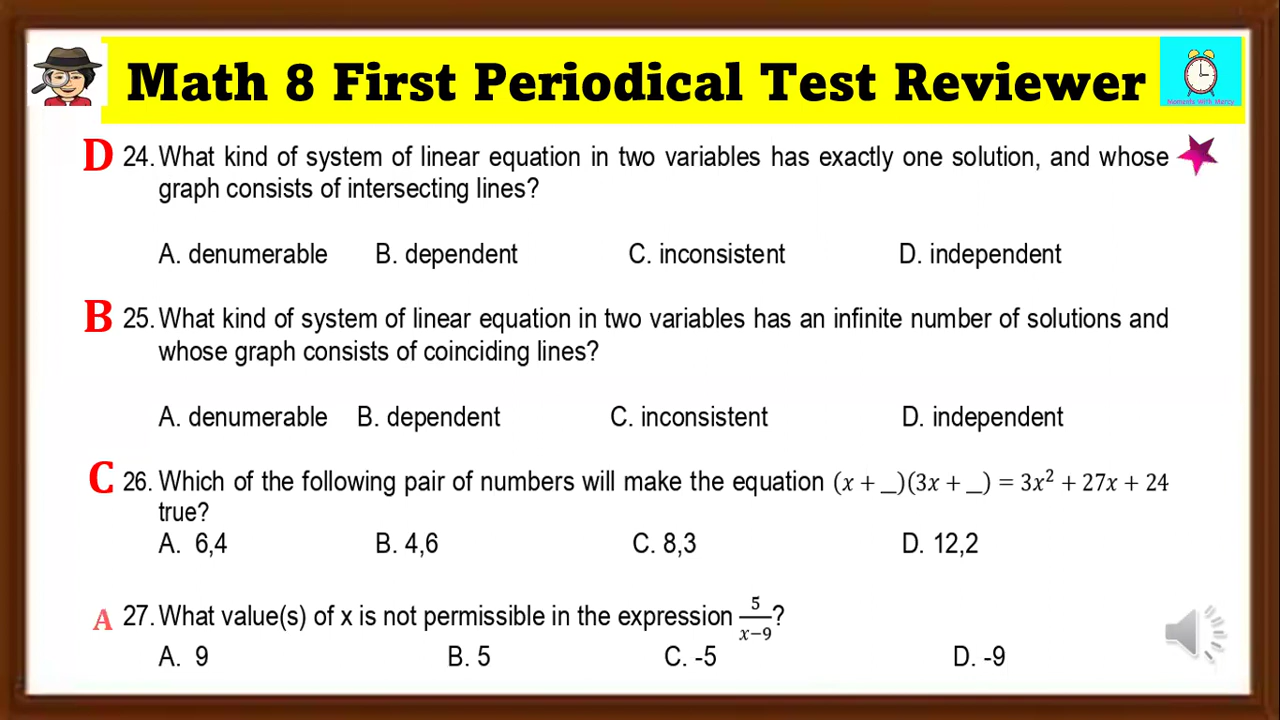 Math 8 First Periodical Test Reviewer
Moments With Mercy
D 24. What kind of system of linear equation in two variables has exactly one solution, and whose
graph consists of intersecting lines?
A. denumerable B. dependent C. inconsistent D. independent
B 25. What kind of system of linear equation in two variables has an infinite number of solutions and
whose graph consists of coinciding lines?
A. denumerable B. dependent C. inconsistent D. independent
C 26. Which of the following pair of numbers will make the equation (x + _)(3x + _) = 3x² + 27x + 24
true?
A. 6,4 B. 4,6 C. 8,3 D. 12,2
A 27. What value(s) of x is not permissible in the expression 5/(x−9)?
A. 9 B. 5 C. -5 D. -9